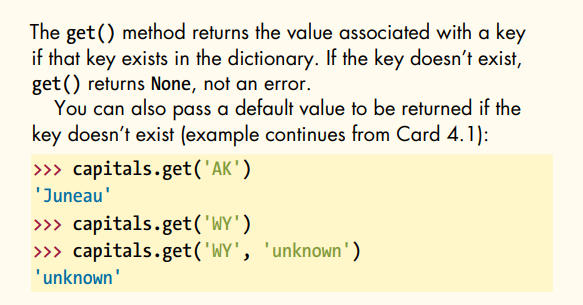 The get() method returns the value associated with a key
if that key exists in the dictionary. If the key doesn’t exist,
get() returns None, not an error.
You can also pass a default value to be returned if the
key doesn’t exist (example continues from Card 4.1):
>>> capitals.get('AK')
'Juneau'
>>> capitals.get('WY')
>>> capitals.get('WY', 'unknown')
'unknown'